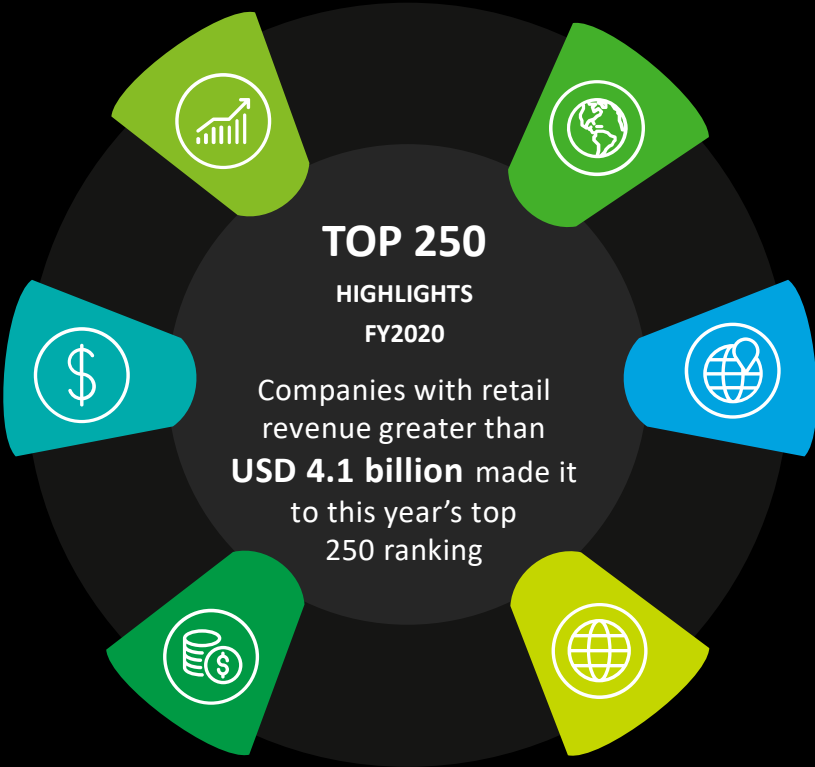 TOP 250
HIGHLIGHTS
FY2020
Companies with retail
revenue greater than
USD 4.1 billion made it
to this year’s top
250 ranking